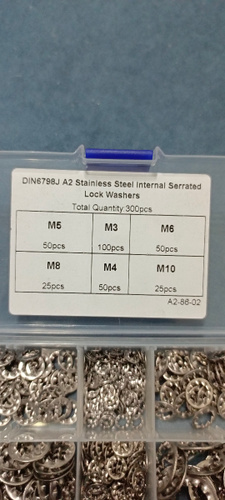 DIN6798J A2 Stainless Steel Internal Serrated
Lock Washers
Total Quantity 300pcs
M5 M3 M6
50pcs 100pcs 50pcs
M8 M4 M10
25pcs 50pcs 25pcs
A2-86-02